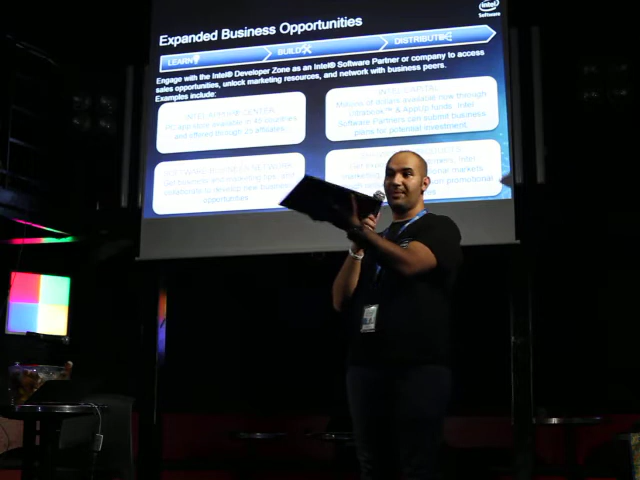 Expanded Business Opportunities
intel
Software
LEARN
BUILD
DISTRIBUTE
Engage with the Intel® Developer Zone as an Intel® Software Partner or company to access
sales opportunities, unlock marketing resources, and network with business peers.
Examples include:
INTEL APPUP® CENTER
PC app store available in 45 countries
and offered through 25 affiliates.
INTEL CAPITAL
Millions of dollars available now through
Ultrabook™ & AppUp funds. Intel
Software Partners can submit business
plans for potential investment.
SOFTWARE BUSINESS NETWORK
Get business and marketing tips, and
collaborate to develop new business
opportunities.
marketing
markets
promotional